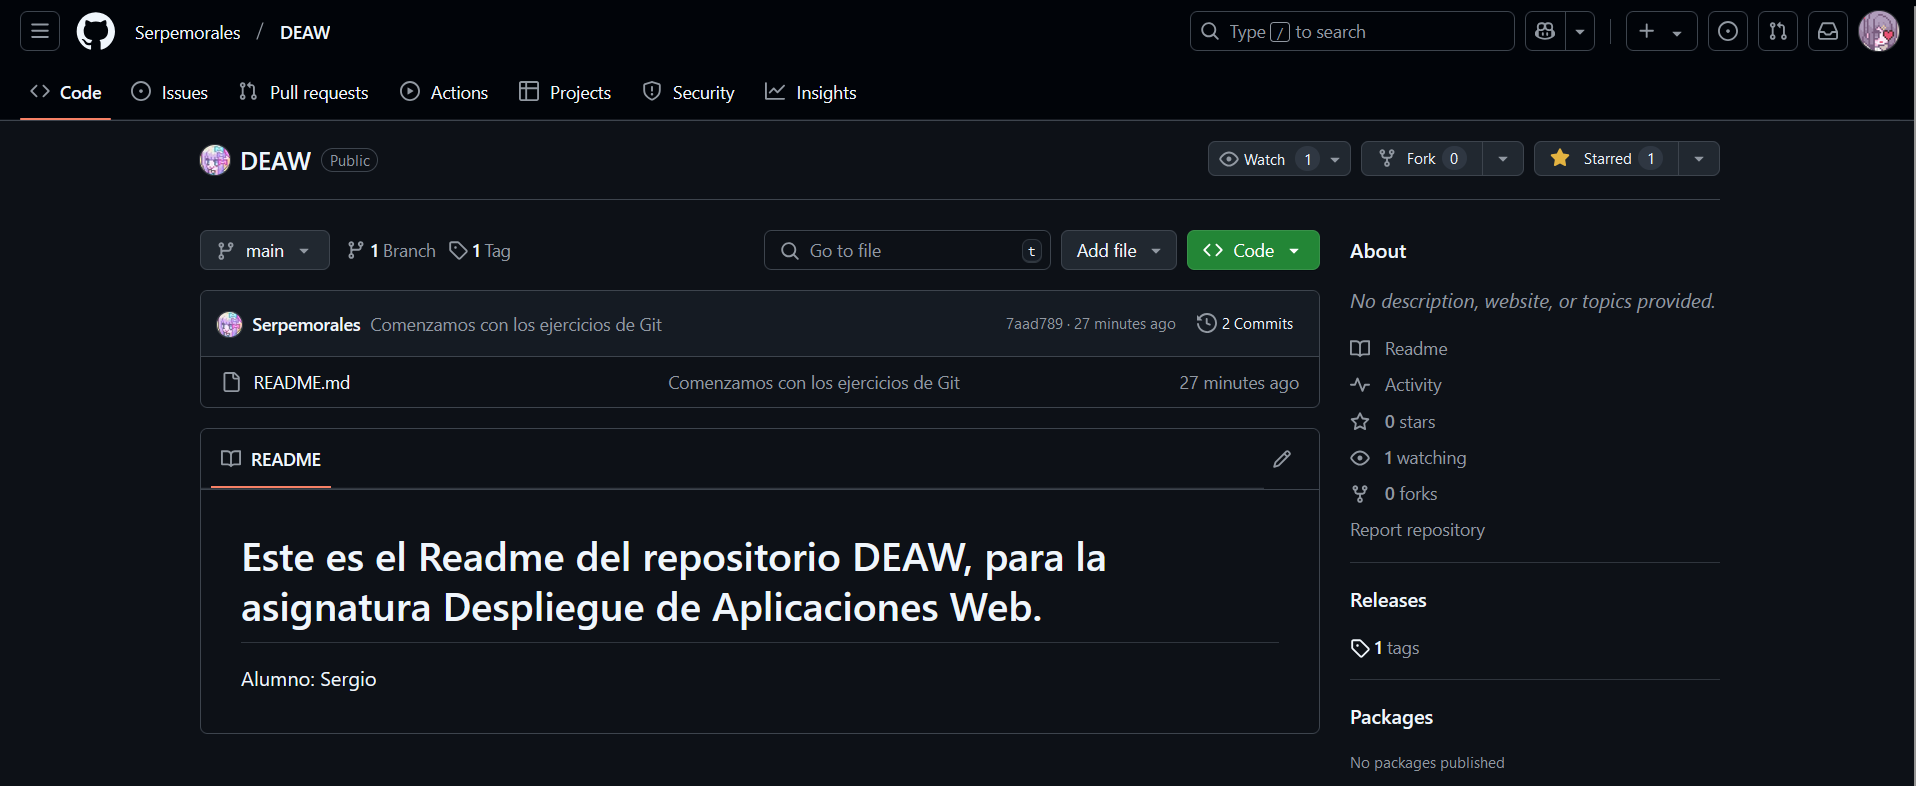 Serpemorales / DEAW
Type / to search
Code Issues Pull requests Actions Projects Security Insights
DEAW Public
Watch 1 Fork 0 Starred 1
main 1 Branch 1 Tag
Go to file t Add file Code
Serpemorales Comenzamos con los ejercicios de Git 7aad789 · 27 minutes ago 2 Commits
README.md Comenzamos con los ejercicios de Git 27 minutes ago
README
Este es el Readme del repositorio DEAW, para la
asignatura Despliegue de Aplicaciones Web.
Alumno: Sergio
About
No description, website, or topics provided.
Readme
Activity
0 stars
1 watching
0 forks
Report repository
Releases
1 tags
Packages
No packages published